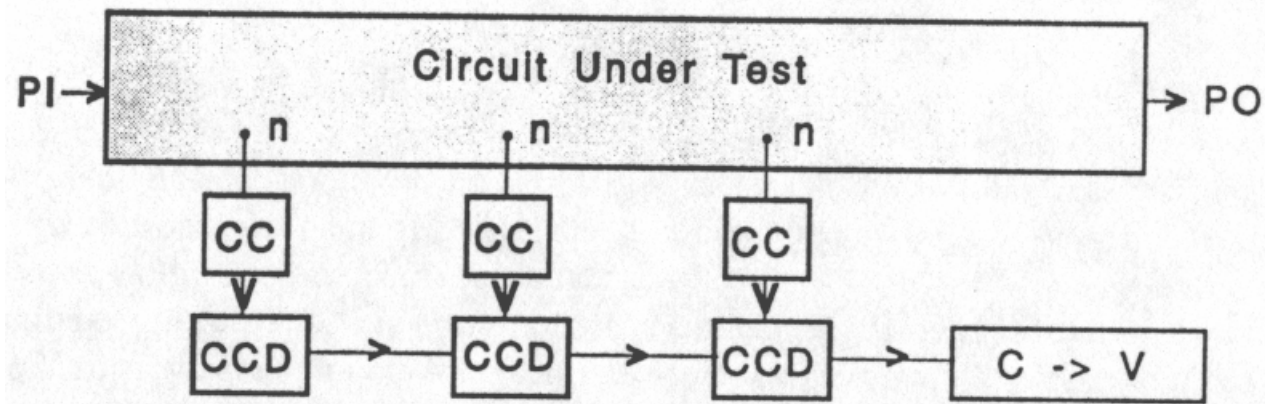 Circuit Under Test
PI
PO
n n n
CC CC CC
CCD CCD CCD C -> V